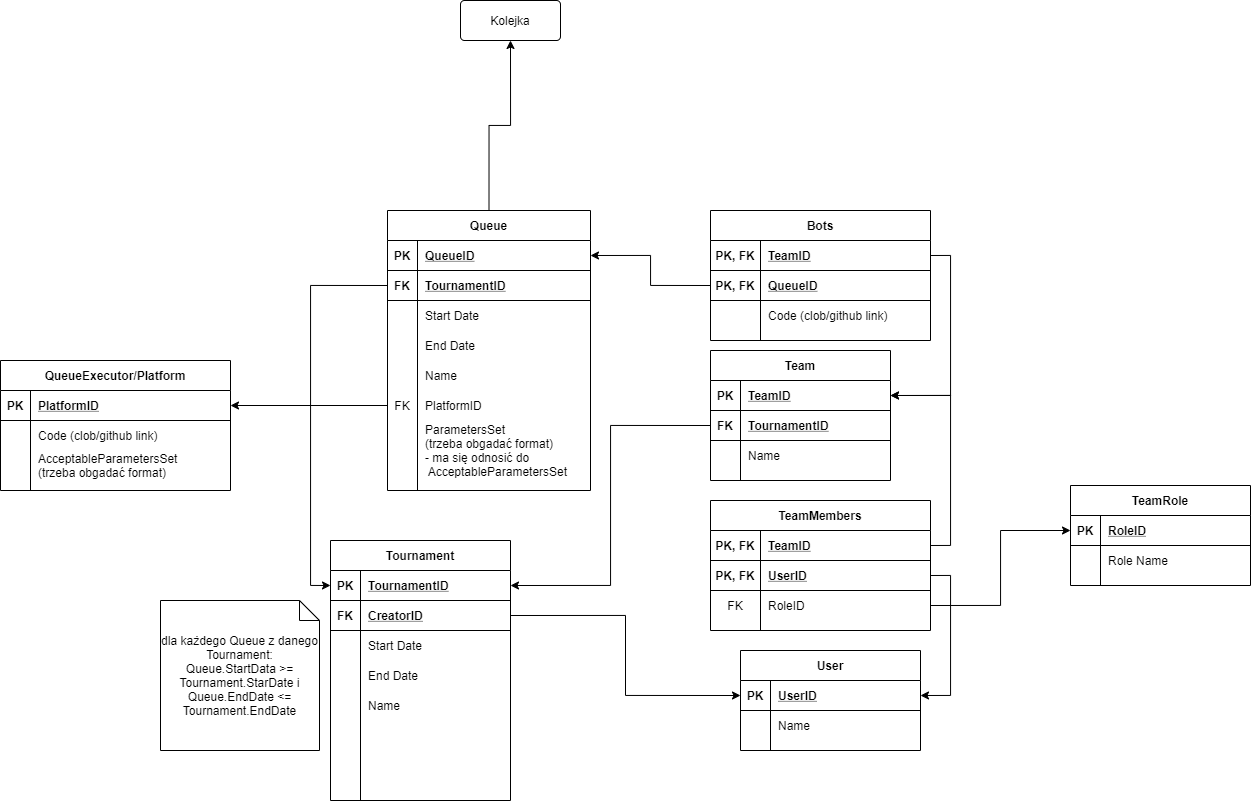 Kolejka
Queue
PK QueueID
FK TournamentID
Start Date
End Date
Name
FK PlatformID
ParametersSet
(trzeba obgadać format)
- ma się odnosić do
AcceptableParametersSet
Bots
PK, FK TeamID
PK, FK QueueID
Code (clob/github link)
QueueExecutor/Platform
PK PlatformID
Code (clob/github link)
AcceptableParametersSet
(trzeba obgadać format)
Team
PK TeamID
FK TournamentID
Name
TeamMembers
PK, FK TeamID
PK, FK UserID
FK RoleID
TeamRole
PK RoleID
Role Name
Tournament
PK TournamentID
FK CreatorID
Start Date
End Date
Name
dla każdego Queue z danego
Tournament:
Queue.StartData >=
Tournament.StarDate i
Queue.EndDate <=
Tournament.EndDate
User
PK UserID
Name